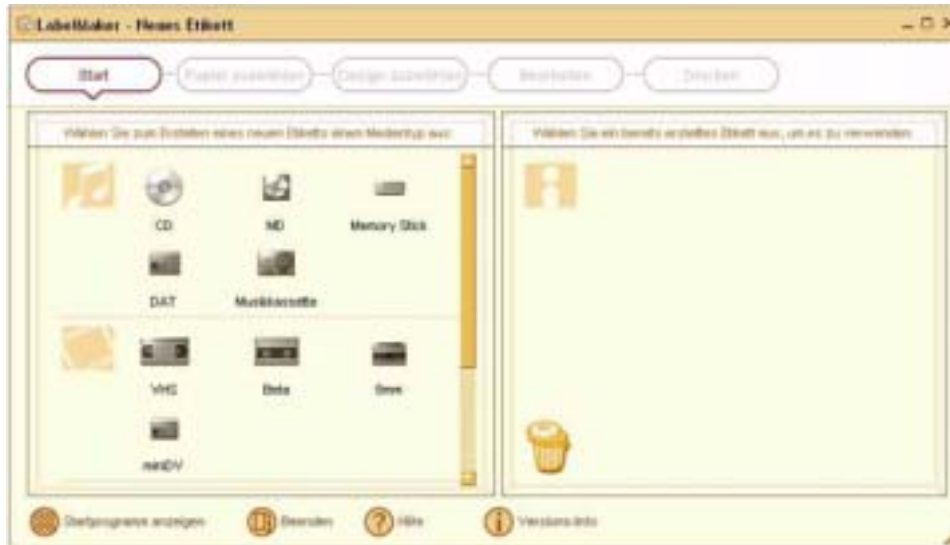 LabelMaker - Neues Etikett
Start
Papier auswählen
Design auswählen
Bearbeiten
Drucken
Wählen Sie zum Erstellen eines neuen Etiketts einen Medientyp aus:
Wählen Sie ein bereits erstelltes Etikett aus, um es zu verwenden
CD
MD
Memory Stick
DAT
Musikkassette
VHS
Beta
8mm
miniDV
Startprogramm anzeigen
Beenden
Hilfe
Versions-Info